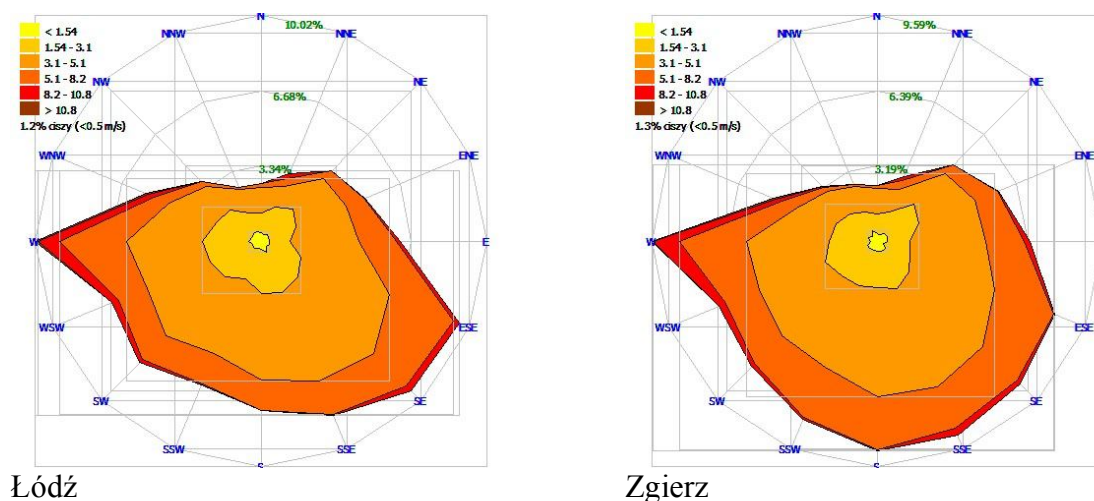 N
10.02%
NNW
NNE
< 1.54
1.54 - 3.1
3.1 - 5.1
5.1 - 8.2
8.2 - 10.8
> 10.8
1.2% ciszy (<0.5 m/s)
NW
NE
6.68%
WNW
ENE
3.34%
W
E
WSW
ESE
SW
SE
SSW
SSE
S
Łódź
N
9.59%
NNW
NNE
< 1.54
1.54 - 3.1
3.1 - 5.1
5.1 - 8.2
8.2 - 10.8
> 10.8
1.3% ciszy (<0.5 m/s)
NW
NE
6.39%
WNW
ENE
3.19%
W
E
WSW
ESE
SW
SE
SSW
SSE
S
Zgierz